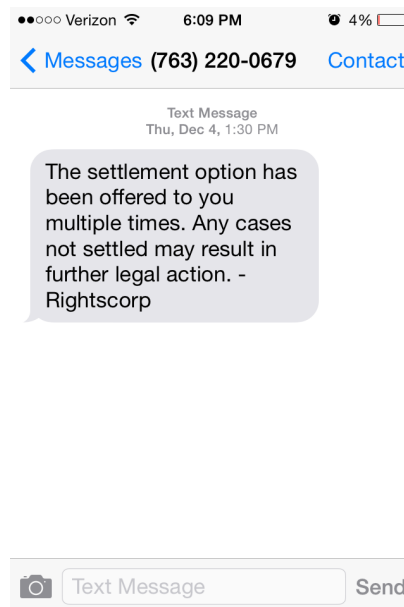 Verizon 6:09 PM 4%
Messages (763) 220-0679 Contact
Text Message
Thu, Dec 4, 1:30 PM
The settlement option has
been offered to you
multiple times. Any cases
not settled may result in
further legal action. -
Rightscorp
Text Message Send